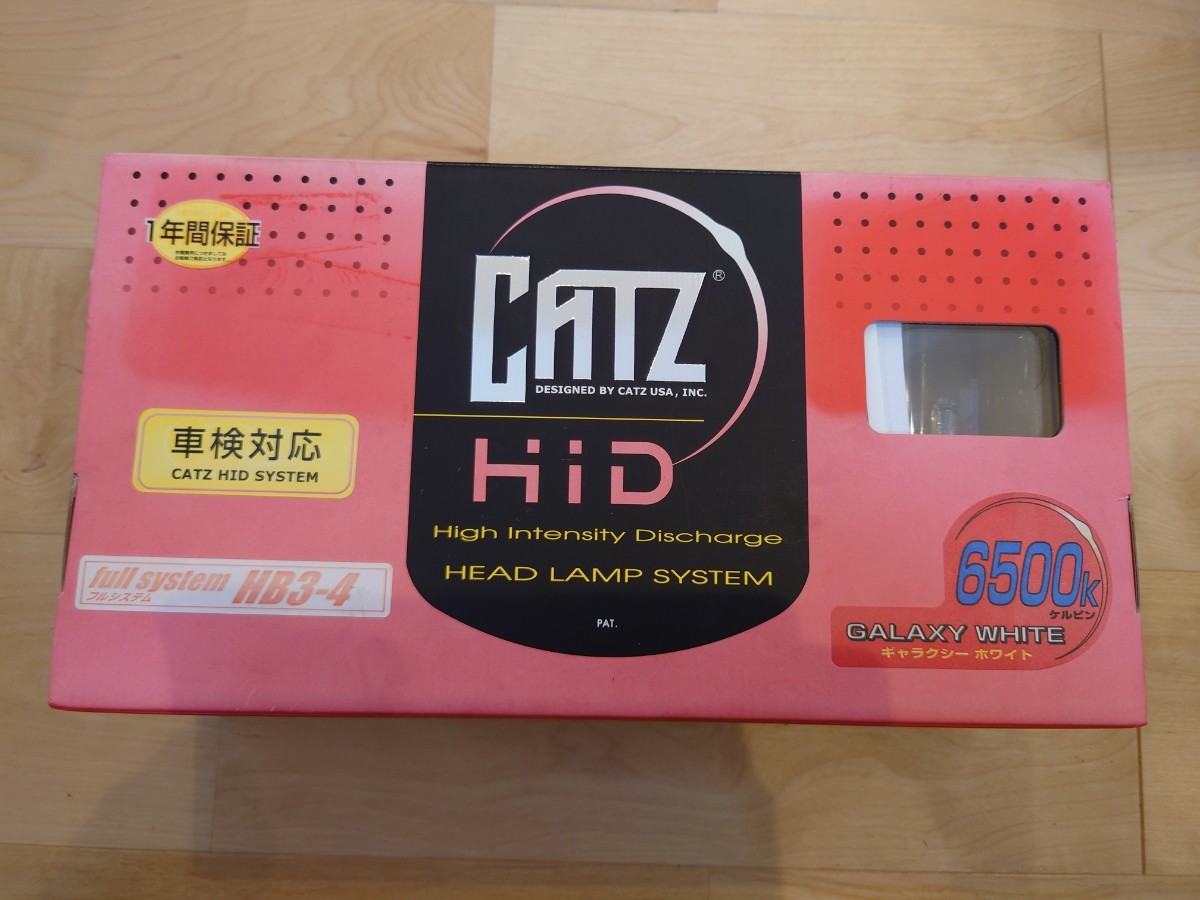 1年間保証
CATZ®
DESIGNED BY CATZ USA, INC.
HiD
High Intensity Discharge
HEAD LAMP SYSTEM
PAT.
車検対応
CATZ HID SYSTEM
full system HB3-4
フルシステム
6500k
ケルビン
GALAXY WHITE
ギャラクシー ホワイト